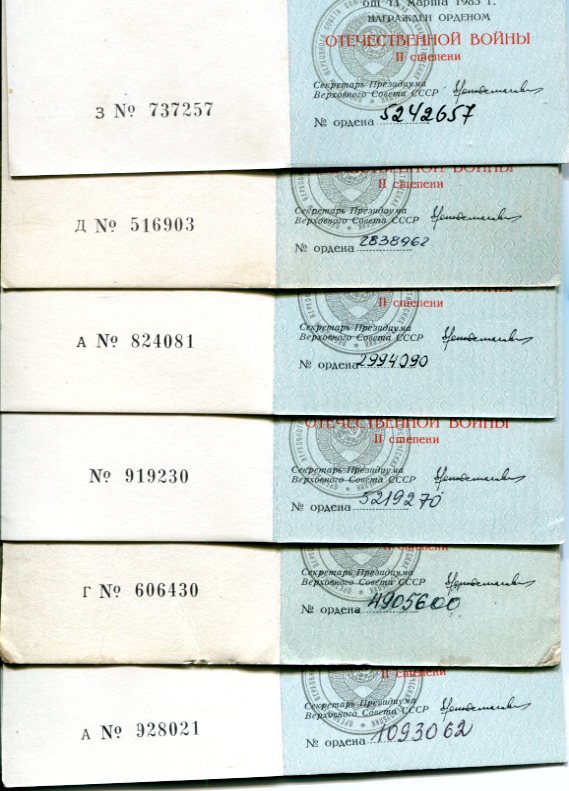 от 11 марта 1985 г.
НАГРАЖДЕН ОРДЕНОМ
ОТЕЧЕСТВЕННОЙ ВОЙНЫ
II степени
Секретарь Президиума
Верховного Совета СССР
З № 737257
№ ордена 5242657
ОТЕЧЕСТВЕННОЙ ВОЙНЫ
II степени
Секретарь Президиума
Верховного Совета СССР
Д № 516903
№ ордена 2838962
II степени
Секретарь Президиума
Верховного Совета СССР
А № 824081
№ ордена 2994090
ОТЕЧЕСТВЕННОЙ ВОЙНЫ
II степени
Секретарь Президиума
Верховного Совета СССР
№ 919230
№ ордена 5219270
Секретарь Президиума
Верховного Совета СССР
Г № 606430
№ ордена 4905600
II степени
Секретарь Президиума
Верховного Совета СССР
А № 928021
№ ордена 1093062